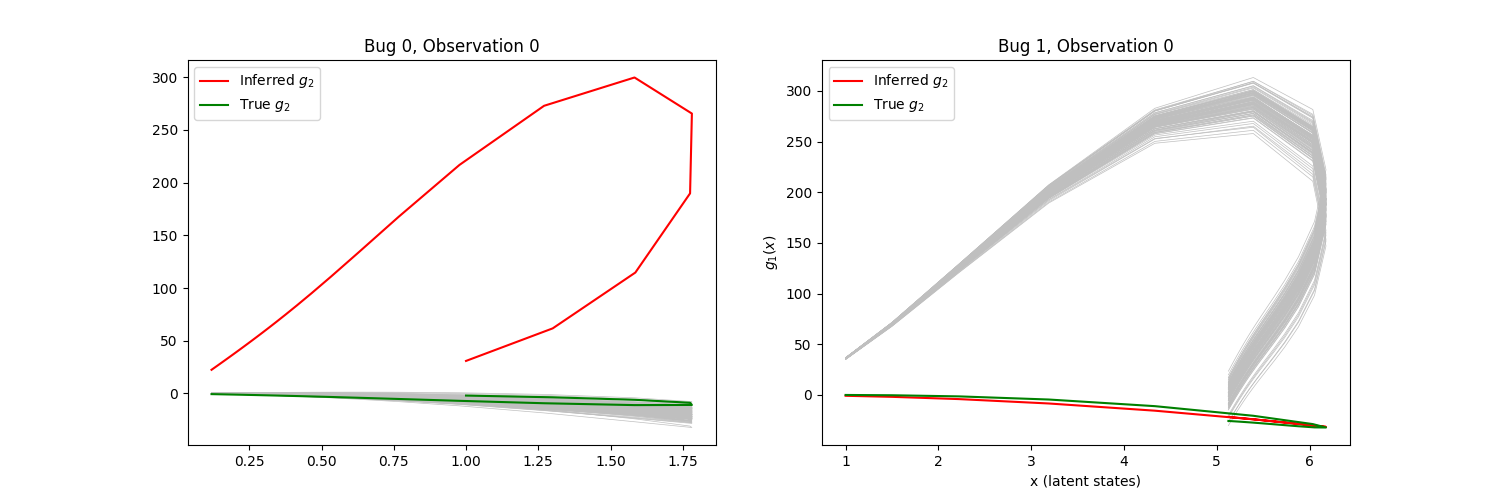 Bug 0, Observation 0
Inferred g₂
True g₂
300
250
200
150
100
50
0
0.25 0.50 0.75 1.00 1.25 1.50 1.75
Bug 1, Observation 0
Inferred g₂
True g₂
g₁(x)
300
250
200
150
100
50
0
1 2 3 4 5 6
x (latent states)